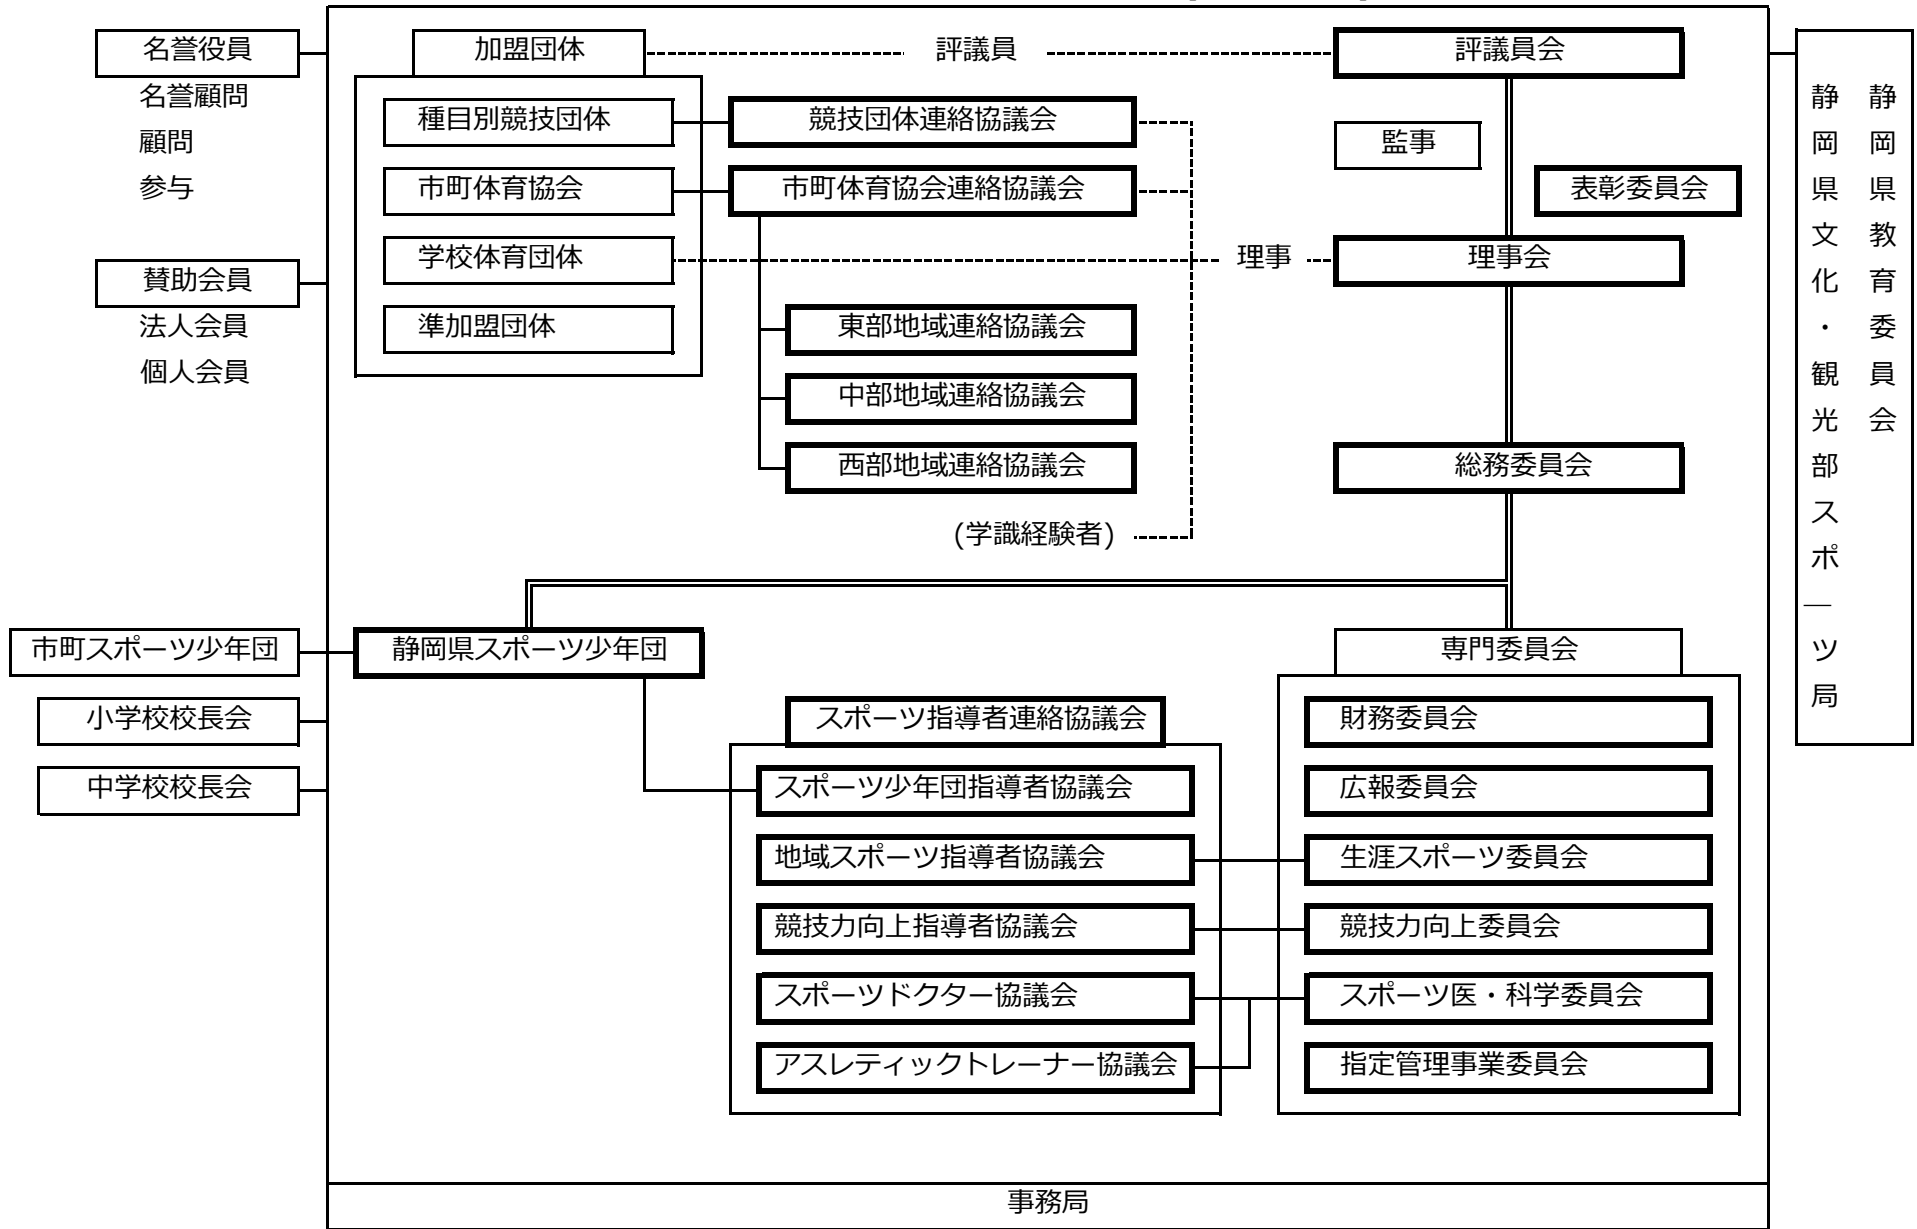 名誉役員
名誉顧問
顧問
参与
賛助会員
法人会員
個人会員
加盟団体
評議員
評議員会
種目別競技団体
競技団体連絡協議会
監事
市町体育協会
市町体育協会連絡協議会
表彰委員会
学校体育団体
理事
理事会
準加盟団体
東部地域連絡協議会
中部地域連絡協議会
西部地域連絡協議会
総務委員会
(学識経験者)
静岡県教育委員会
静岡県文化・観光部スポーツ局
市町スポーツ少年団
静岡県スポーツ少年団
専門委員会
小学校校長会
中学校校長会
スポーツ指導者連絡協議会
スポーツ少年団指導者協議会
地域スポーツ指導者協議会
競技力向上指導者協議会
スポーツドクター協議会
アスレティックトレーナー協議会
財務委員会
広報委員会
生涯スポーツ委員会
競技力向上委員会
スポーツ医・科学委員会
指定管理事業委員会
事務局